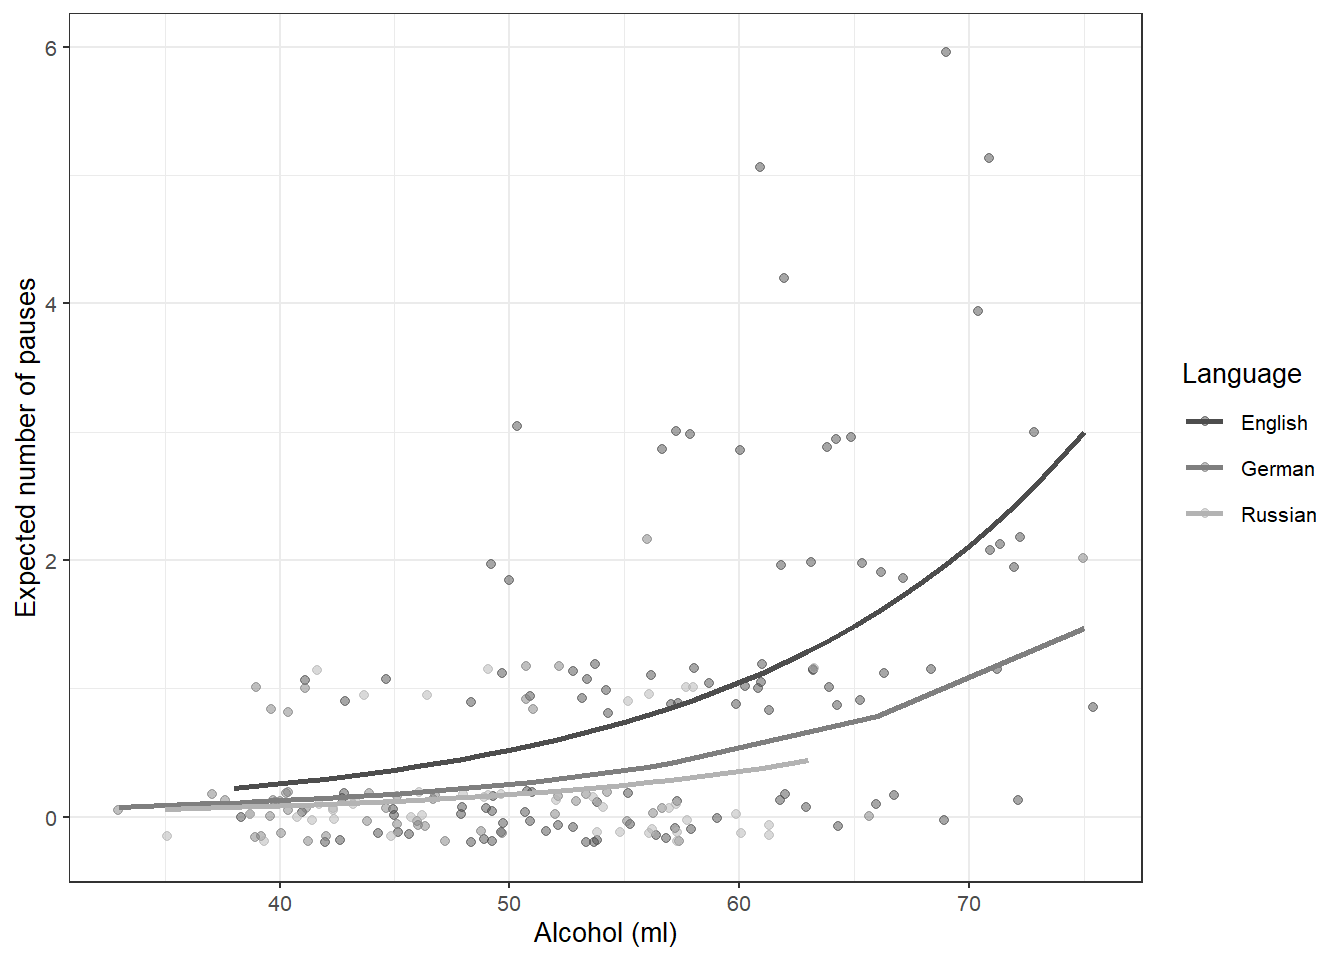 Expected number of pauses
6
4
2
0
40 50 60 70
Alcohol (ml)
Language
English
German
Russian